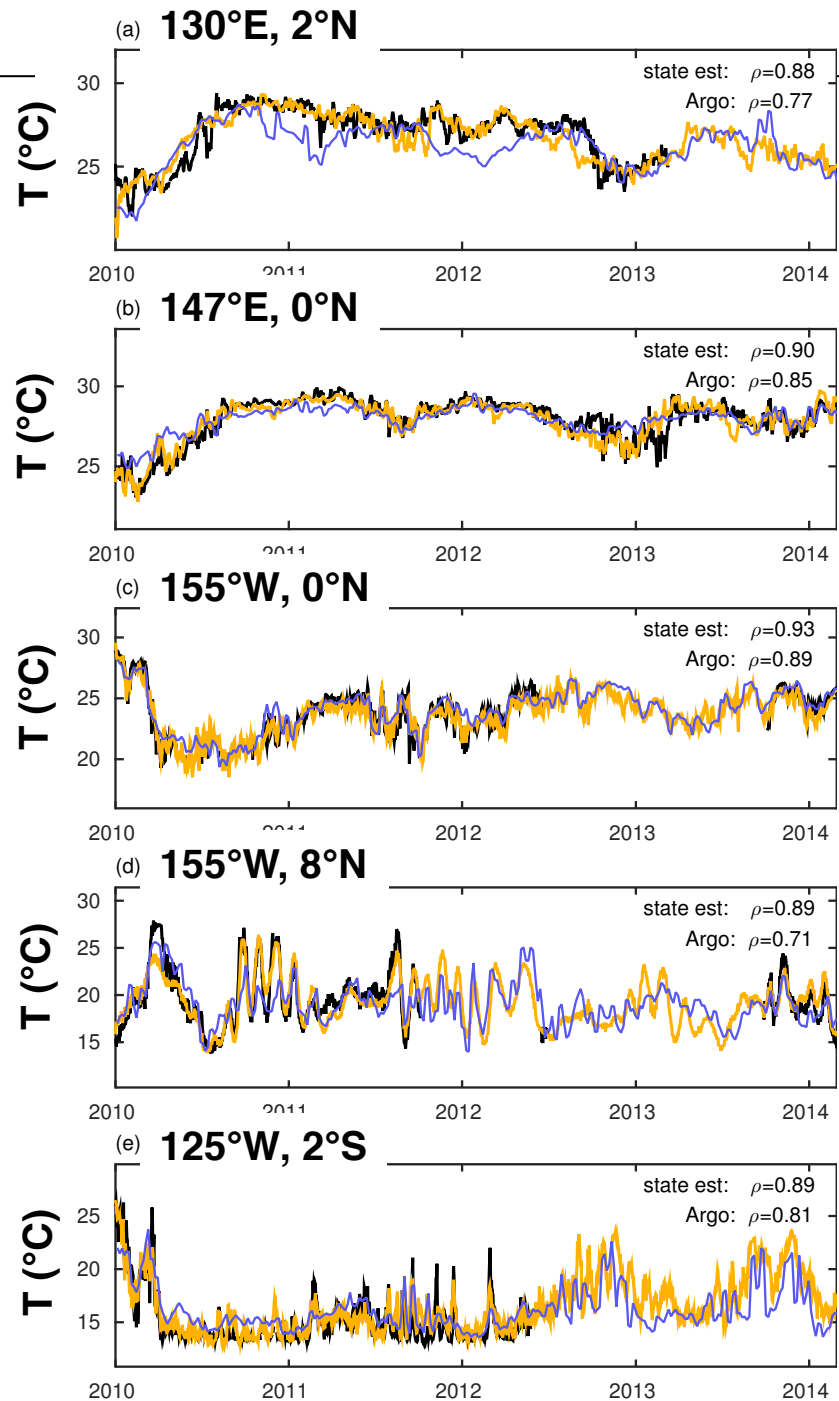 (a) 130°E, 2°N
state est: ρ=0.88
Argo: ρ=0.77
30
25
T (°C)
2010 2011 2012 2013 2014
(b) 147°E, 0°N
state est: ρ=0.90
Argo: ρ=0.85
30
25
T (°C)
2010 2011 2012 2013 2014
(c) 155°W, 0°N
state est: ρ=0.93
Argo: ρ=0.89
30
25
20
T (°C)
2010 2011 2012 2013 2014
(d) 155°W, 8°N
state est: ρ=0.89
Argo: ρ=0.71
30
25
20
15
T (°C)
2010 2011 2012 2013 2014
(e) 125°W, 2°S
state est: ρ=0.89
Argo: ρ=0.81
25
20
15
T (°C)
2010 2011 2012 2013 2014